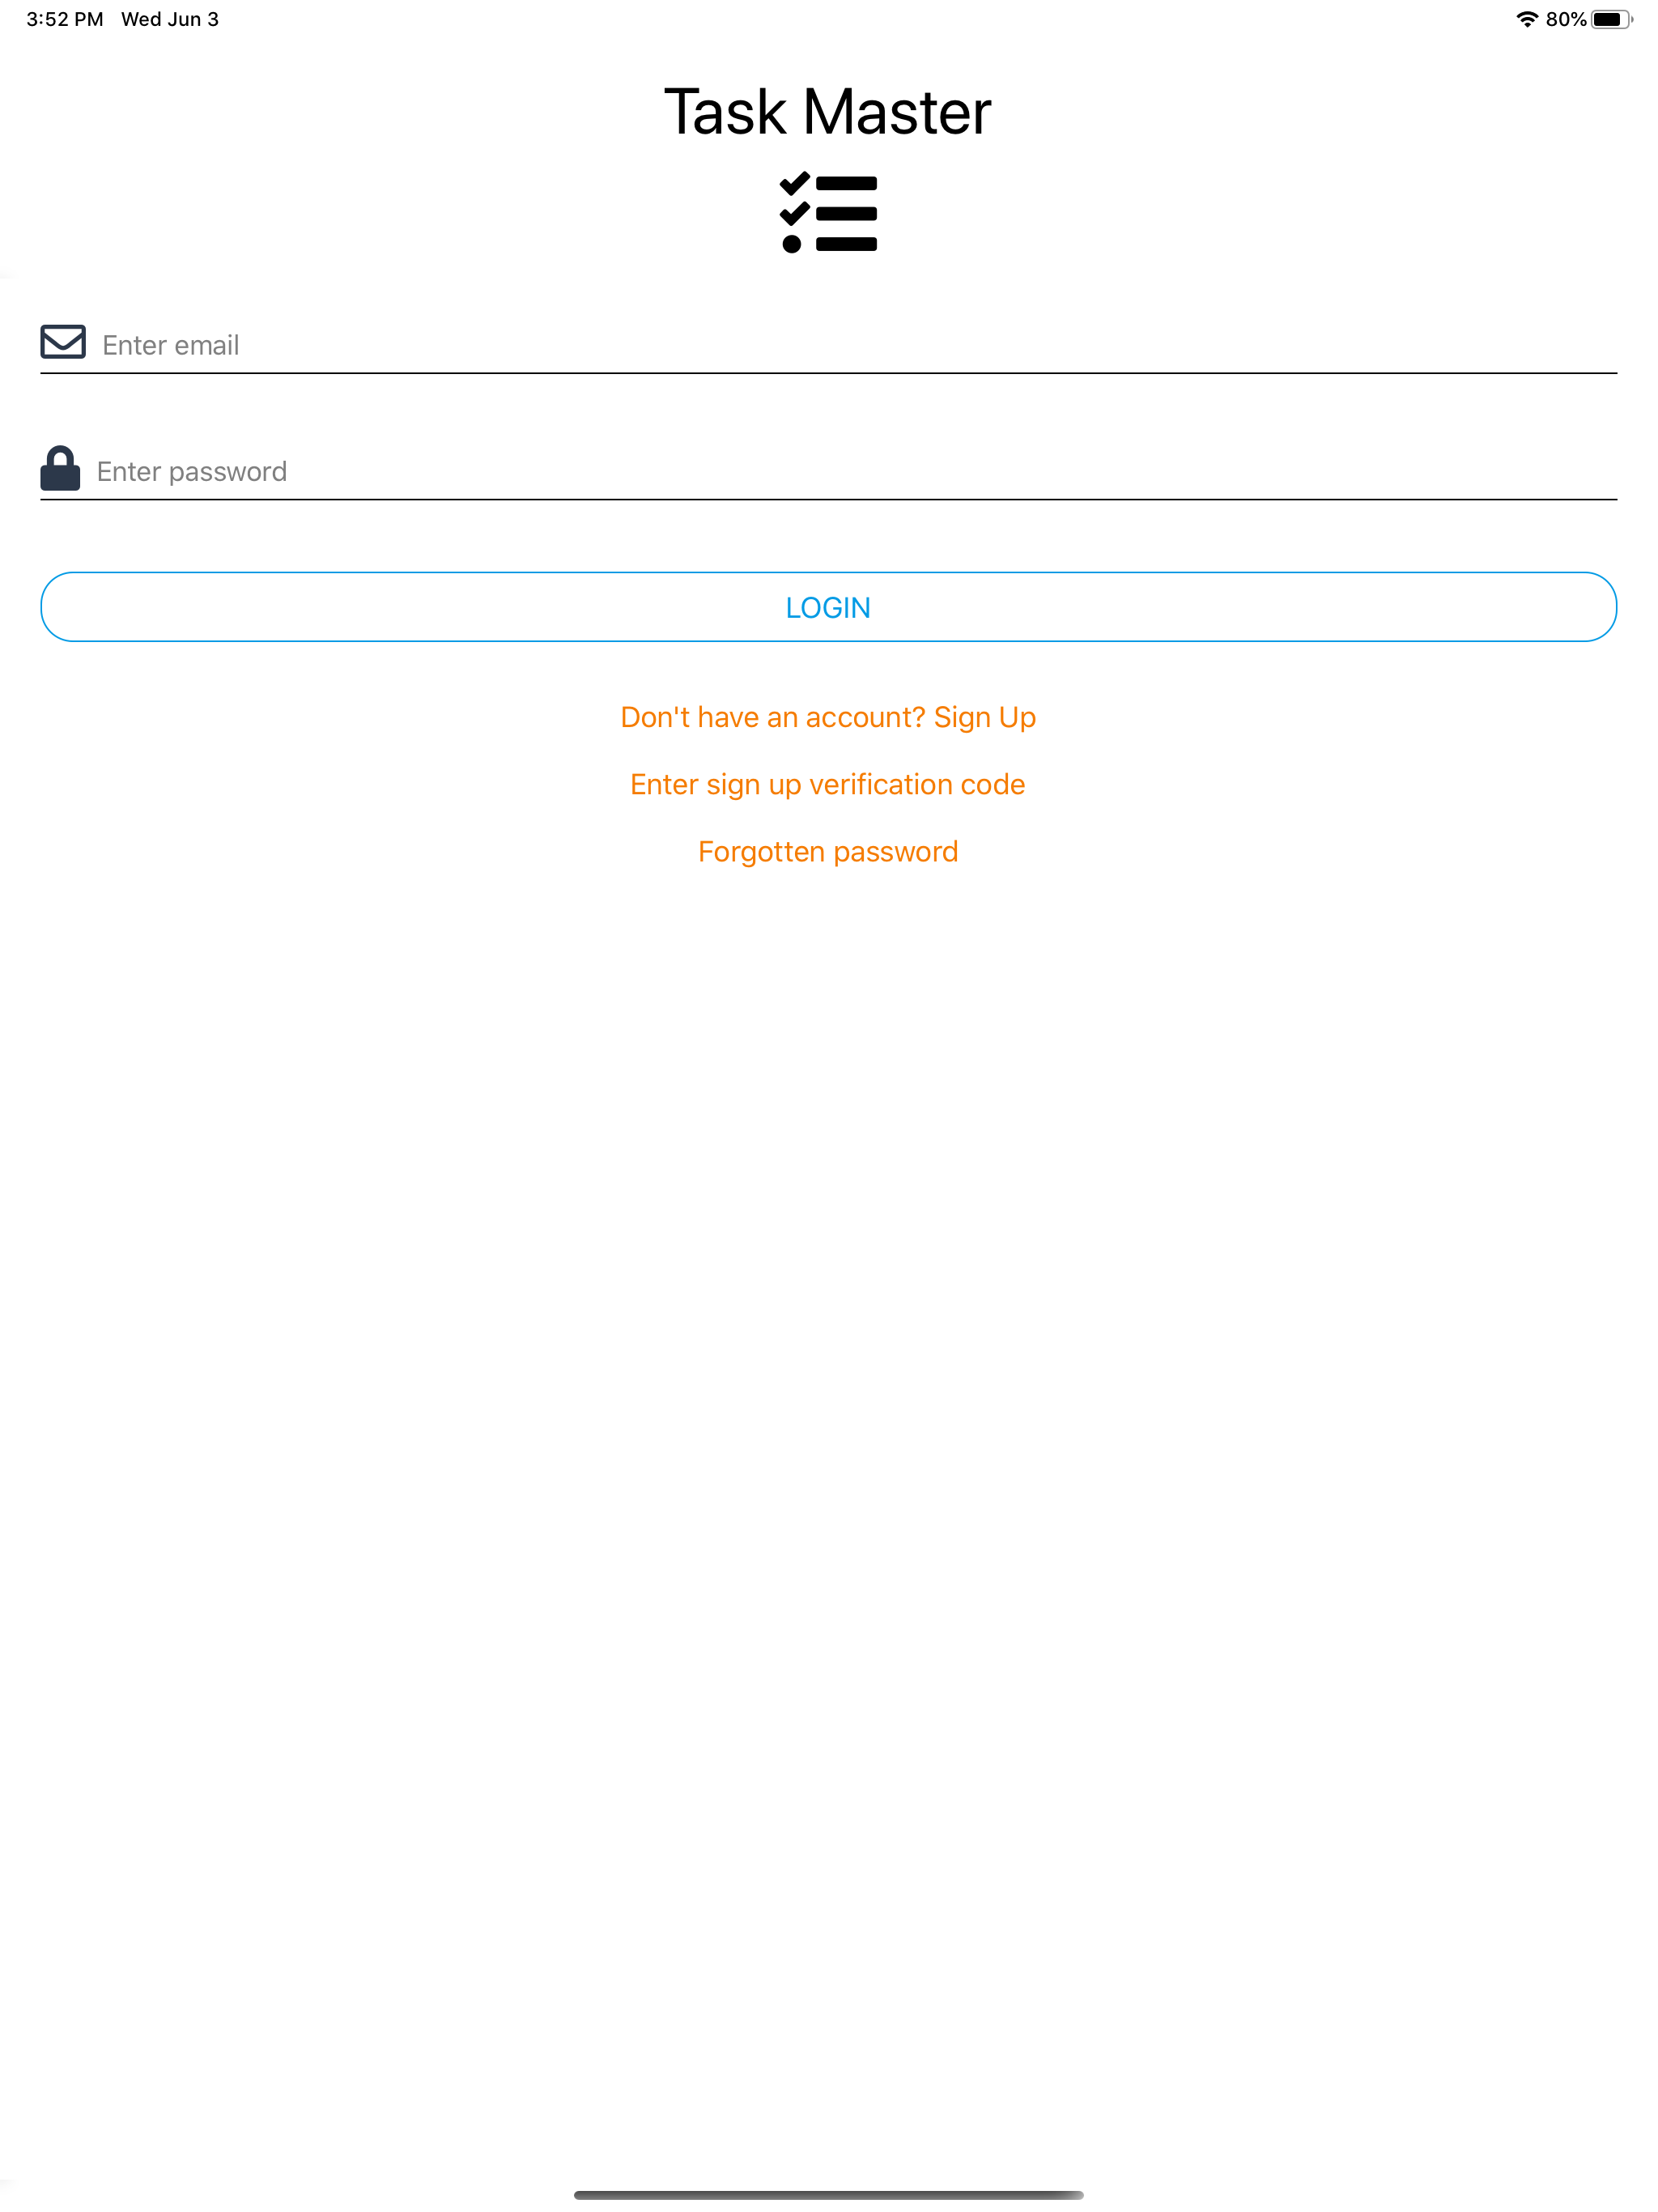 3:52 PM Wed Jun 3 80%
Task Master
Enter email
Enter password
LOGIN
Don't have an account? Sign Up
Enter sign up verification code
Forgotten password